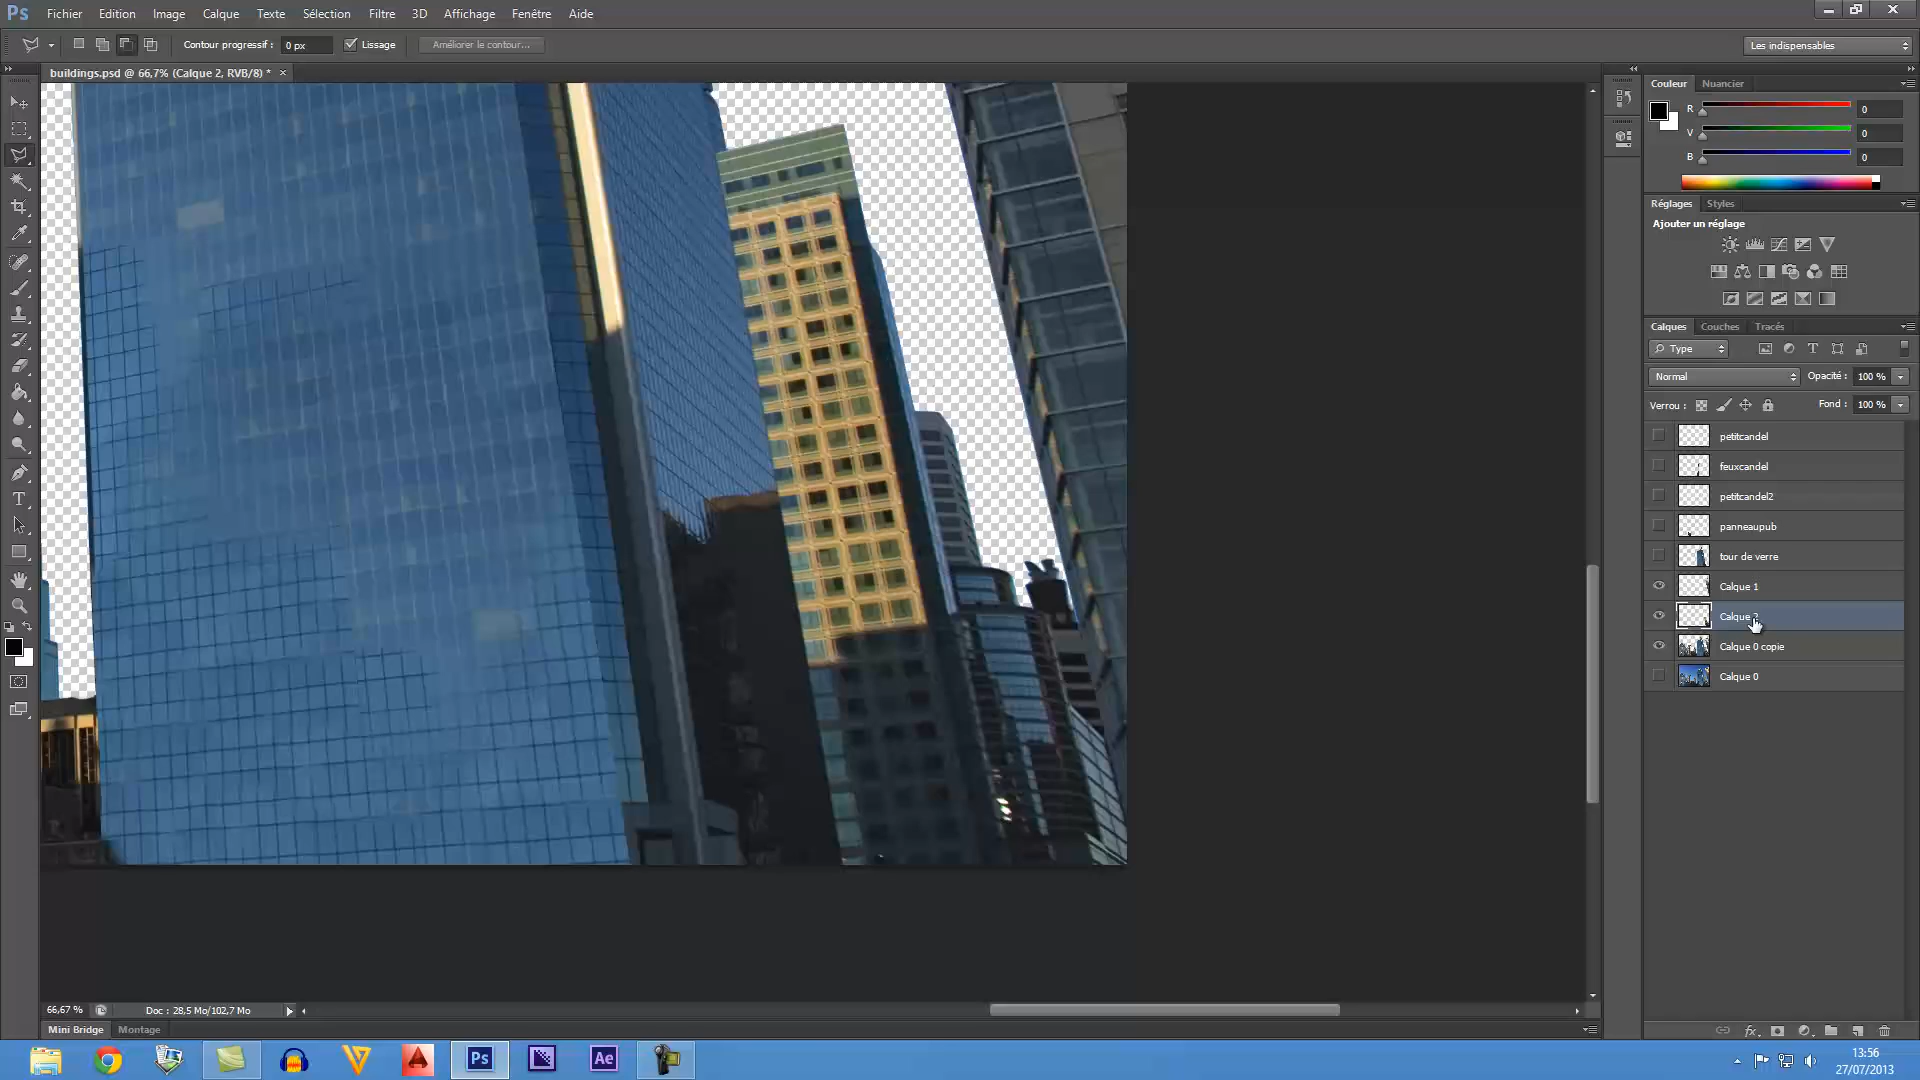 Ps Fichier Edition Image Calque Texte Sélection Filtre 3D Affichage Fenêtre Aide
Contour progressif : 0 px Lissage Améliorer le contour... Les indispensables
buildings.psd @ 66,7% (Calque 2, RVB/8) * ×
Couleur Nuancier
R 0
V 0
B 0
Réglages Styles
Ajouter un réglage
Calques Couches Tracés
Type
Normal Opacité : 100 %
Verrou : Fond : 100 %
petitcandel
feuxcandel
petitcandel2
panneaupub
tour de verre
Calque 1
Calque 2
Calque 0 copie
Calque 0
66,67 % Doc : 28,5 Mo/102,7 Mo
Mini Bridge Montage
Ps Ae
13:56
27/07/2013